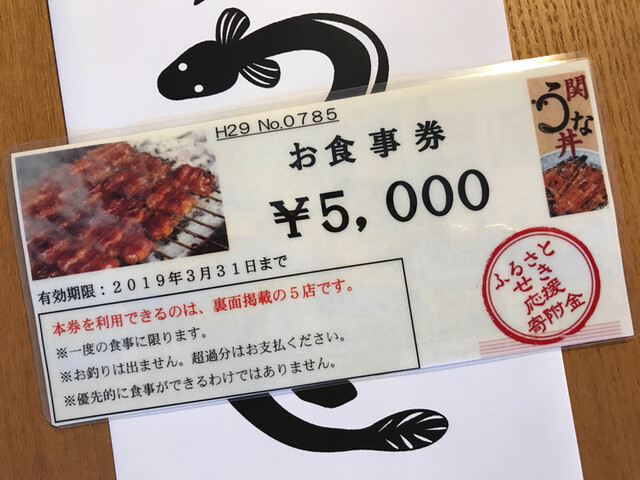 H29 No.0785
お食事券
￥5,000
関
うな丼
有効期限：2019年3月31日まで
本券を利用できるのは、裏面掲載の5店です。
※一度の食事に限ります。
※お釣りは出ません。超過分はお支払ください。
※優先的に食事ができるわけではありません。
ふるさと
せき
応援
寄附金